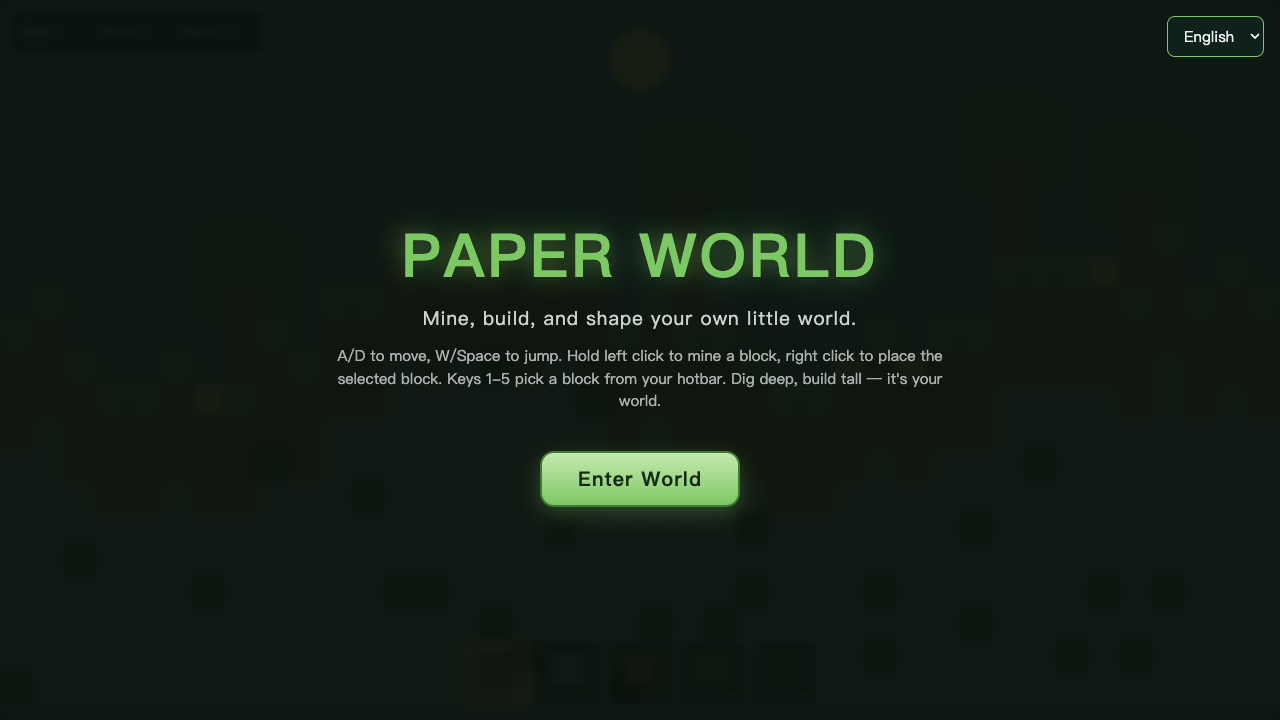 English
PAPER WORLD
Mine, build, and shape your own little world.
A/D to move, W/Space to jump. Hold left click to mine a block, right click to place the
selected block. Keys 1–5 pick a block from your hotbar. Dig deep, build tall — it's your
world.
Enter World